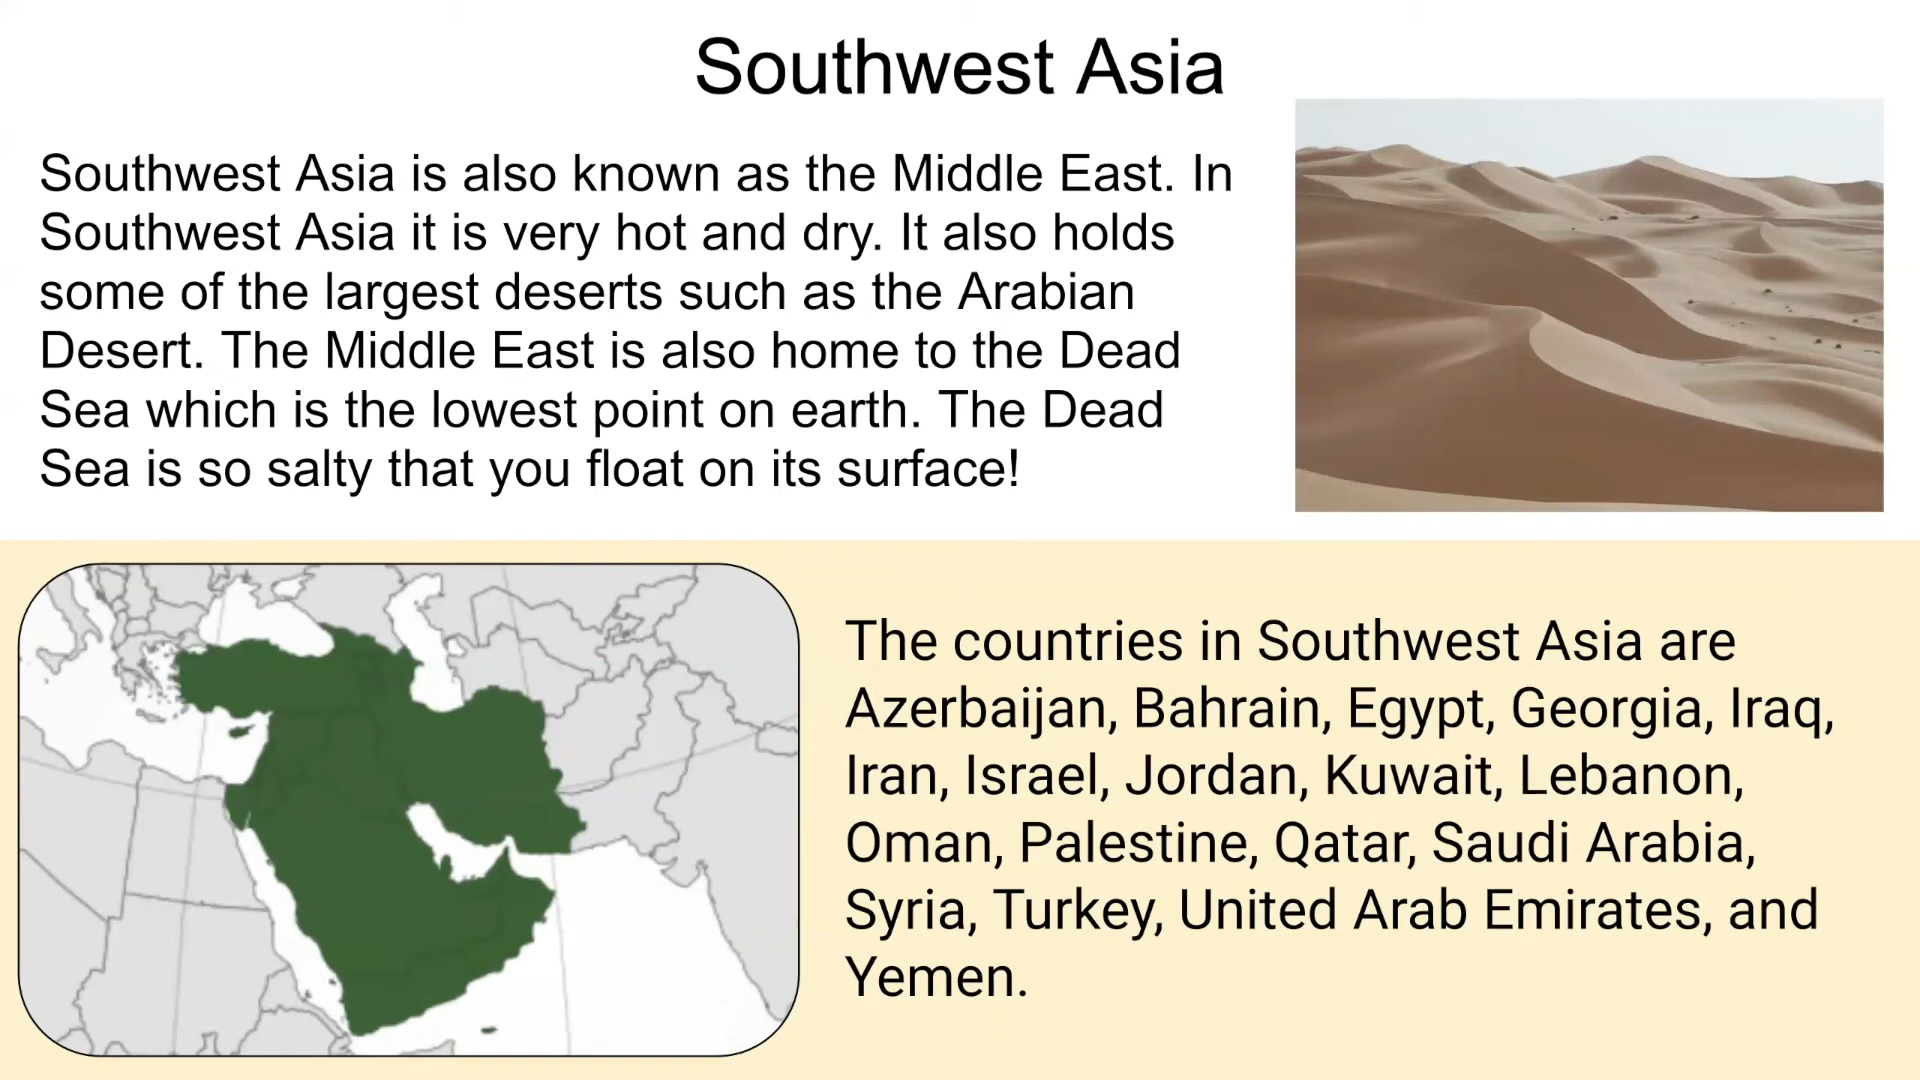 Southwest Asia
Southwest Asia is also known as the Middle East. In
Southwest Asia it is very hot and dry. It also holds
some of the largest deserts such as the Arabian
Desert. The Middle East is also home to the Dead
Sea which is the lowest point on earth. The Dead
Sea is so salty that you float on its surface!
The countries in Southwest Asia are
Azerbaijan, Bahrain, Egypt, Georgia, Iraq,
Iran, Israel, Jordan, Kuwait, Lebanon,
Oman, Palestine, Qatar, Saudi Arabia,
Syria, Turkey, United Arab Emirates, and
Yemen.